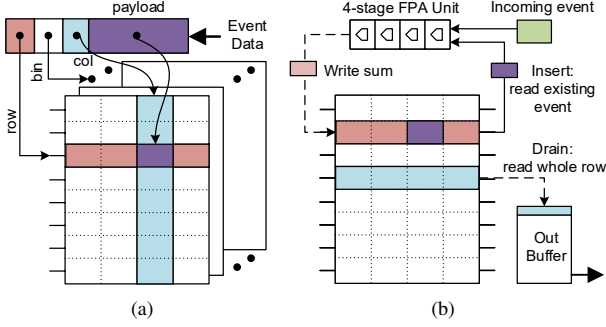 payload
Event
Data
bin
col
row
(a)
4-stage FPA Unit
Incoming event
Write sum
Insert:
read existing
event
Drain:
read whole row
Out
Buffer
(b)